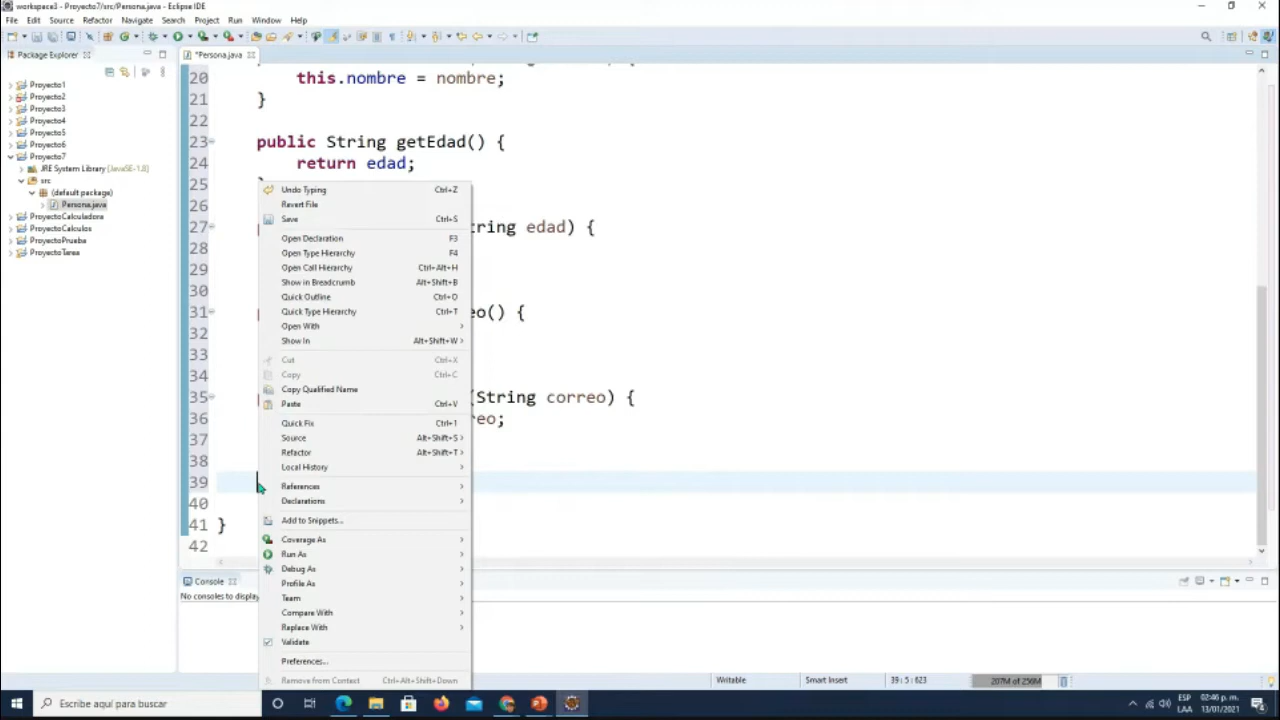 workspace3 - Proyecto7/src/Persona.java - Eclipse IDE
File Edit Source Refactor Navigate Search Project Run Window Help
Package Explorer
*Persona.java
Proyecto1
Proyecto2
Proyecto3
Proyecto4
Proyecto5
Proyecto6
Proyecto7
JRE System Library [JavaSE-1.8]
src
(default package)
Persona.java
ProyectoCalculadora
ProyectoCalculos
ProyectoPrueba
ProyectoTarea
20 this.nombre = nombre;
21 }
22
23 public String getEdad() {
24 return edad;
25
27 tring edad) {
28
29
30
31 eo() {
32
33
34
35 (String correo) {
36 eo;
37
38
39
40
41 }
42
Undo Typing Ctrl+Z
Revert File
Save Ctrl+S
Open Declaration F3
Open Type Hierarchy F4
Open Call Hierarchy Ctrl+Alt+H
Show in Breadcrumb Alt+Shift+B
Quick Outline Ctrl+O
Quick Type Hierarchy Ctrl+T
Open With
Show In Alt+Shift+W
Cut Ctrl+X
Copy Ctrl+C
Copy Qualified Name
Paste Ctrl+V
Quick Fix Ctrl+1
Source Alt+Shift+S
Refactor Alt+Shift+T
Local History
References
Declarations
Add to Snippets...
Coverage As
Run As
Debug As
Profile As
Team
Compare With
Replace With
Validate
Preferences...
Remove from Context Ctrl+Alt+Shift+Down
Console
No consoles to display
Writable Smart Insert 39 : 5 : 623 207M of 256M
Escribe aquí para buscar
ESP 02:46 p. m.
LAA 13/01/2021